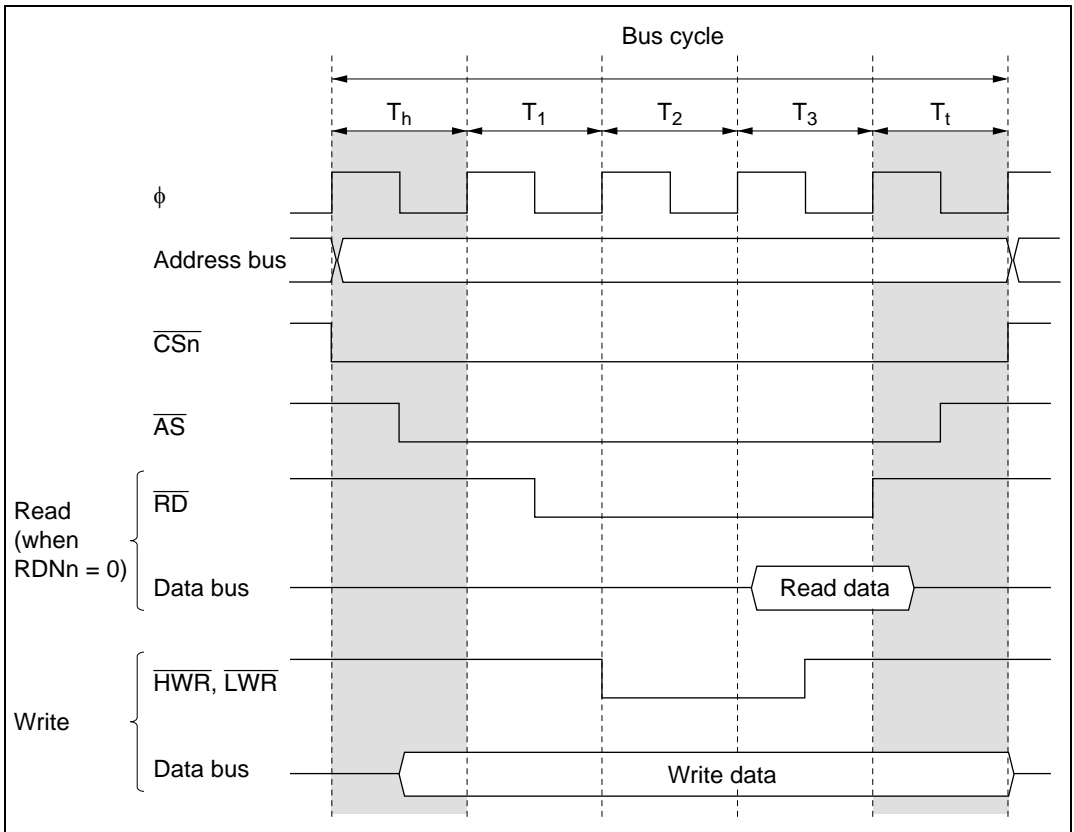 Bus cycle
Th T1 T2 T3 Tt
ϕ
Address bus
CSn
AS
Read
(when
RDNn = 0)
RD
Data bus
Read data
Write
HWR, LWR
Data bus
Write data